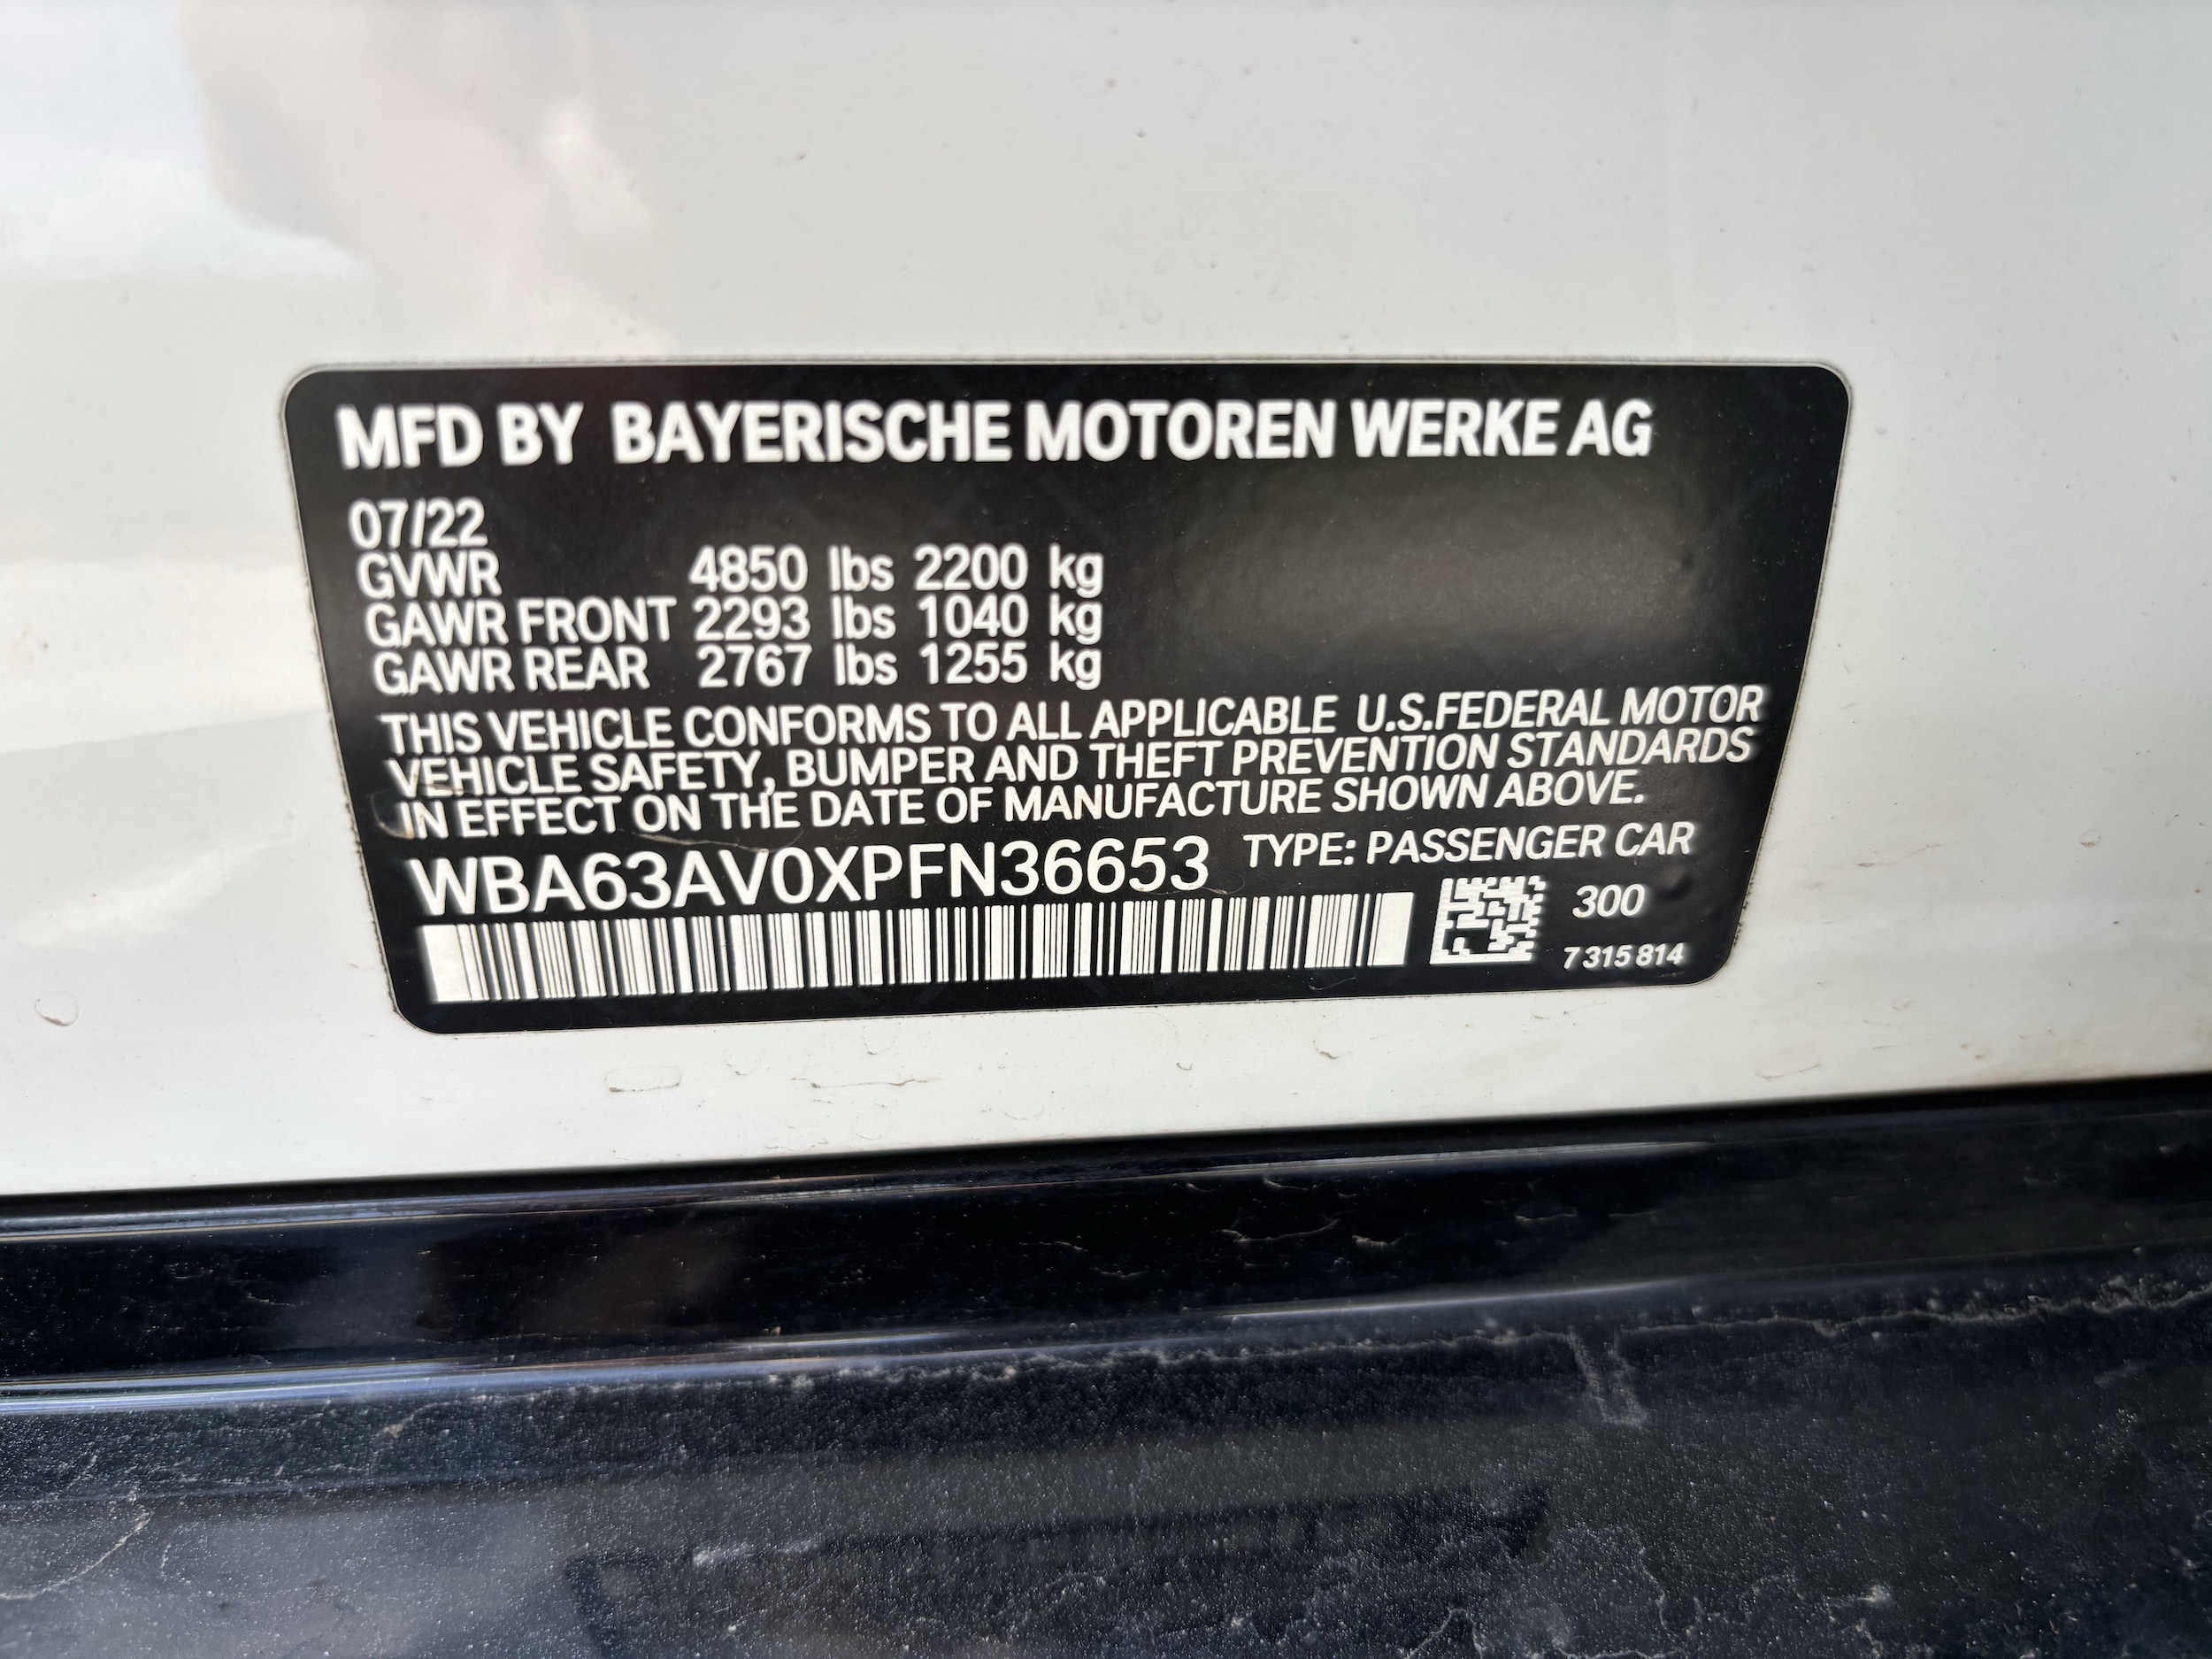 MFD BY BAYERISCHE MOTOREN WERKE AG
07/22
GVWR 4850 lbs 2200 kg
GAWR FRONT 2293 lbs 1040 kg
GAWR REAR 2767 lbs 1255 kg
THIS VEHICLE CONFORMS TO ALL APPLICABLE U.S.FEDERAL MOTOR
VEHICLE SAFETY, BUMPER AND THEFT PREVENTION STANDARDS
IN EFFECT ON THE DATE OF MANUFACTURE SHOWN ABOVE.
WBA63AV0XPFN36653 TYPE: PASSENGER CAR
300
7 315 814